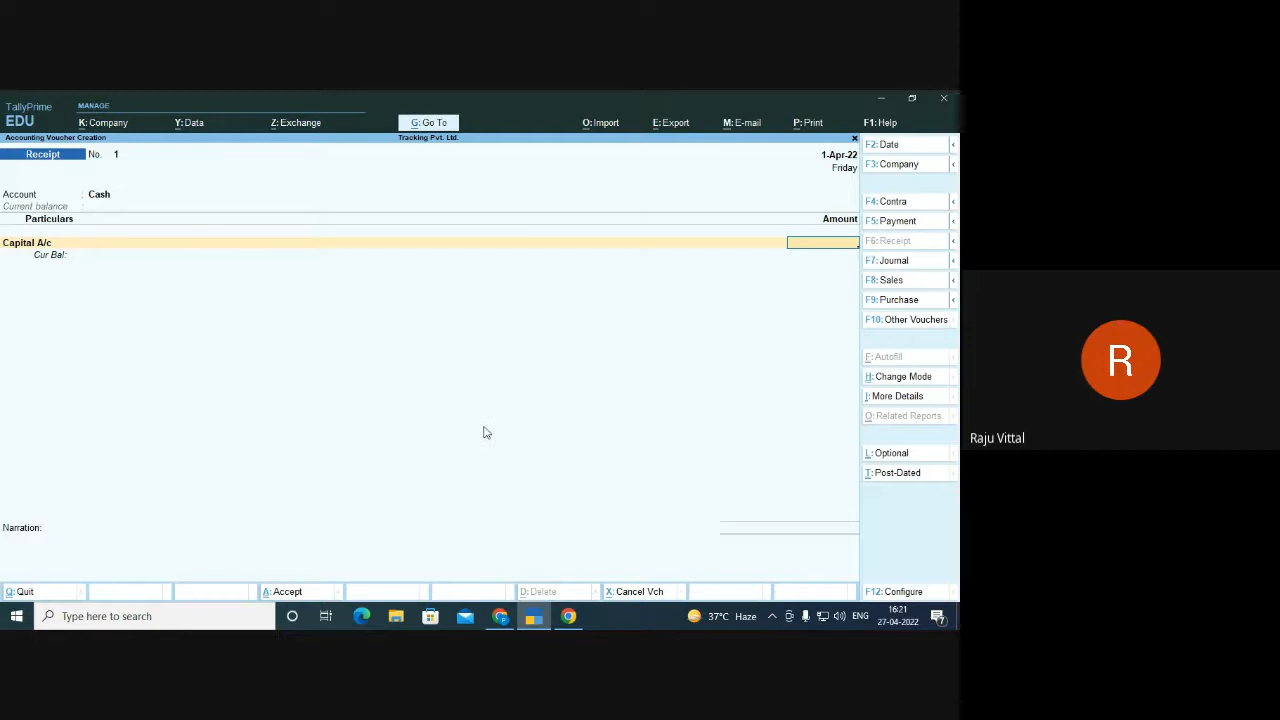 TallyPrime
EDU
MANAGE
K: Company
Y: Data
Z: Exchange
G: Go To
O: Import
E: Export
M: E-mail
P: Print
F1: Help
Accounting Voucher Creation
Tracking Pvt. Ltd.
Receipt No. 1
1-Apr-22
Friday
Account : Cash
Current balance :
Particulars
Amount
Capital A/c
Cur Bal:
Narration:
F2: Date
F3: Company
F4: Contra
F5: Payment
F6: Receipt
F7: Journal
F8: Sales
F9: Purchase
F10: Other Vouchers
F: Autofill
H: Change Mode
I: More Details
O: Related Reports
L: Optional
T: Post-Dated
Q: Quit
A: Accept
D: Delete
X: Cancel Vch
F12: Configure
Type here to search
37°C Haze
ENG
16:21
27-04-2022
7
R
Raju Vittal